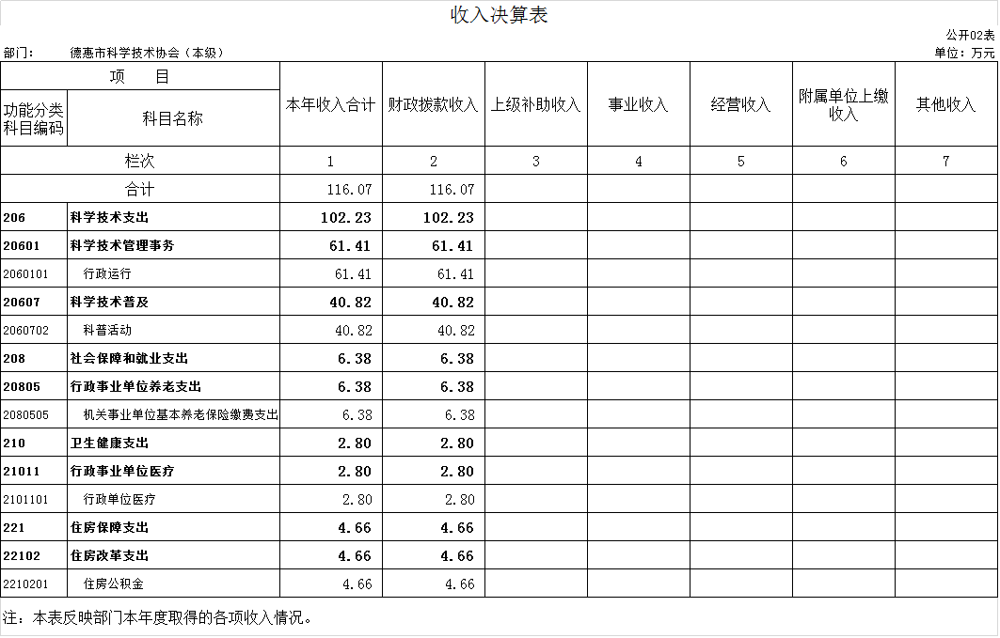 收入决算表
公开02表
部门： 德惠市科学技术协会（本级） 单位：万元
项 目 本年收入合计 财政拨款收入 上级补助收入 事业收入 经营收入 附属单位上缴收入 其他收入
功能分类科目编码 科目名称
栏次 1 2 3 4 5 6 7
合计 116.07 116.07
206 科学技术支出 102.23 102.23
20601 科学技术管理事务 61.41 61.41
2060101 行政运行 61.41 61.41
20607 科学技术普及 40.82 40.82
2060702 科普活动 40.82 40.82
208 社会保障和就业支出 6.38 6.38
20805 行政事业单位养老支出 6.38 6.38
2080505 机关事业单位基本养老保险缴费支出 6.38 6.38
210 卫生健康支出 2.80 2.80
21011 行政事业单位医疗 2.80 2.80
2101101 行政单位医疗 2.80 2.80
221 住房保障支出 4.66 4.66
22102 住房改革支出 4.66 4.66
2210201 住房公积金 4.66 4.66
注：本表反映部门本年度取得的各项收入情况。